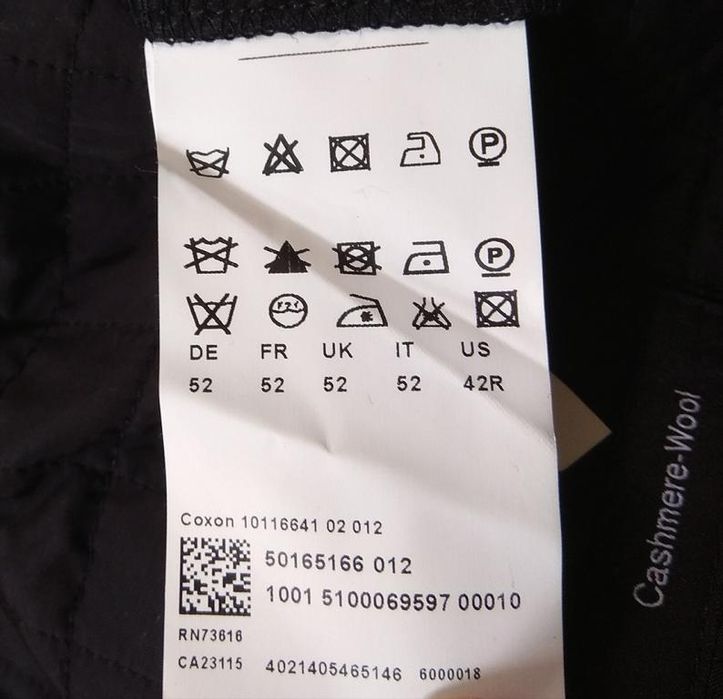 P
P
DE FR UK IT US
52 52 52 52 42R
Coxon 10116641 02 012
50165166 012
1001 5100069597 00010
RN73616
CA23115 4021405465146 6000018
Cashmere-Wool